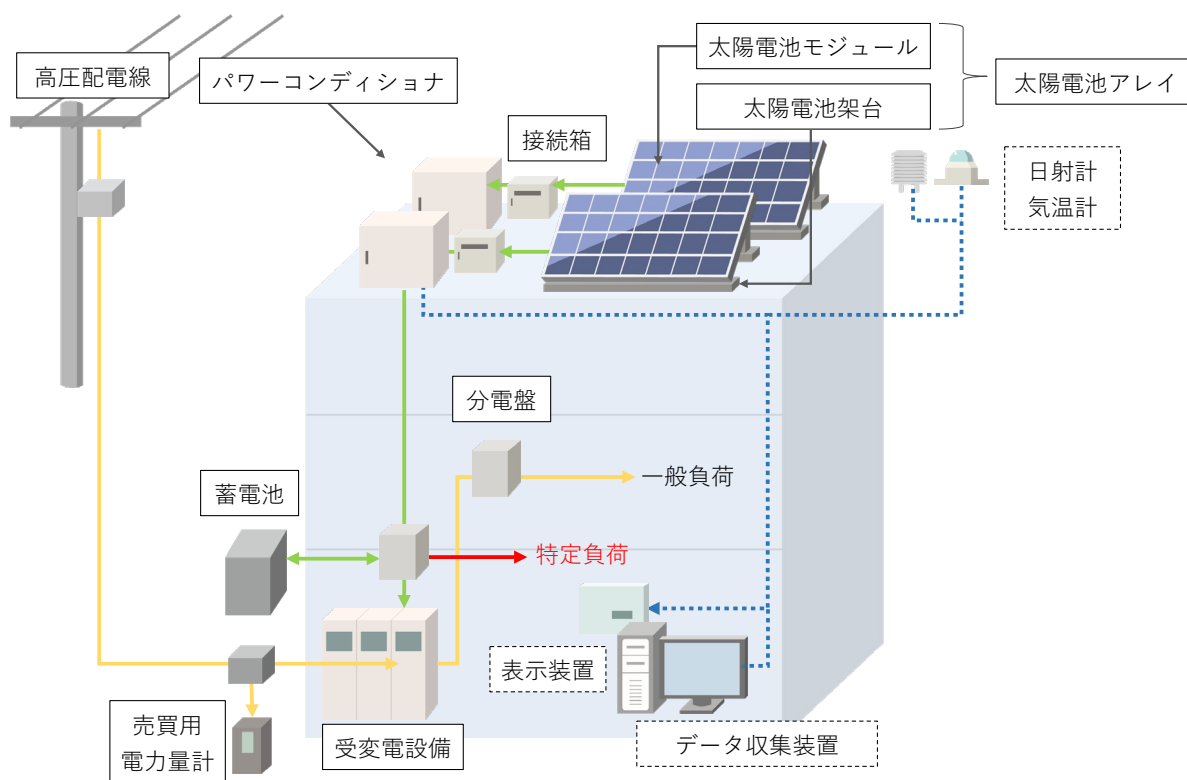 高圧配電線
パワーコンディショナ
接続箱
太陽電池モジュール
太陽電池架台
太陽電池アレイ
日射計
気温計
分電盤
一般負荷
蓄電池
特定負荷
表示装置
売買用
電力量計
受変電設備
データ収集装置